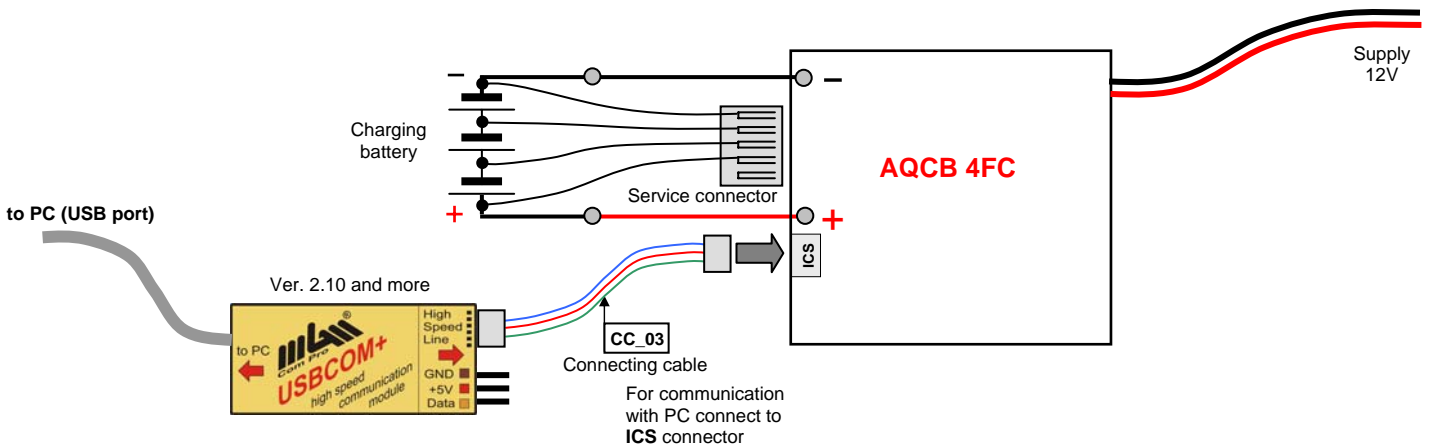 Supply
12V
−
−
Charging
battery
AQCB 4FC
Service connector
+
+
to PC (USB port)
ICS
Ver. 2.10 and more
High
Speed
Line
to PC
mgm
®
Com Pro
USBCOM+
high speed
communication
module
GND
+5V
Data
CC_03
Connecting cable
For communication
with PC connect to
ICS connector